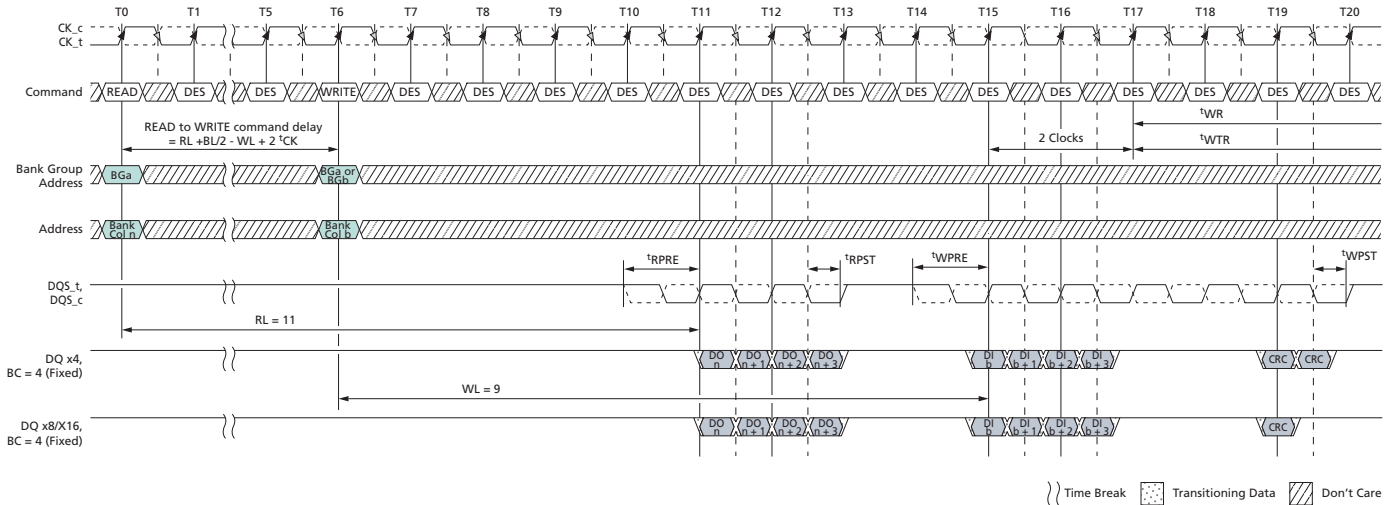 T0 T1 T5 T6 T7 T8 T9 T10 T11 T12 T13 T14 T15 T16 T17 T18 T19 T20
CK_c
CK_t
Command READ DES DES WRITE DES DES DES DES DES DES DES DES DES DES DES DES DES DES
READ to WRITE command delay
= RL +BL/2 - WL + 2 tCK
tWR
2 Clocks
tWTR
Bank Group
Address
BGa
BGa or
BGb
Address
Bank
Col n
Bank
Col b
tRPRE
tRPST
tWPRE
tWPST
DQS_t,
DQS_c
RL = 11
DQ x4,
BC = 4 (Fixed)
DO
n
DO
n + 1
DO
n + 2
DO
n + 3
DI
b
DI
b + 1
DI
b + 2
DI
b + 3
CRC CRC
WL = 9
DQ x8/X16,
BC = 4 (Fixed)
DO
n
DO
n + 1
DO
n + 2
DO
n + 3
DI
b
DI
b + 1
DI
b + 2
DI
b + 3
CRC
Time Break Transitioning Data Don't Care